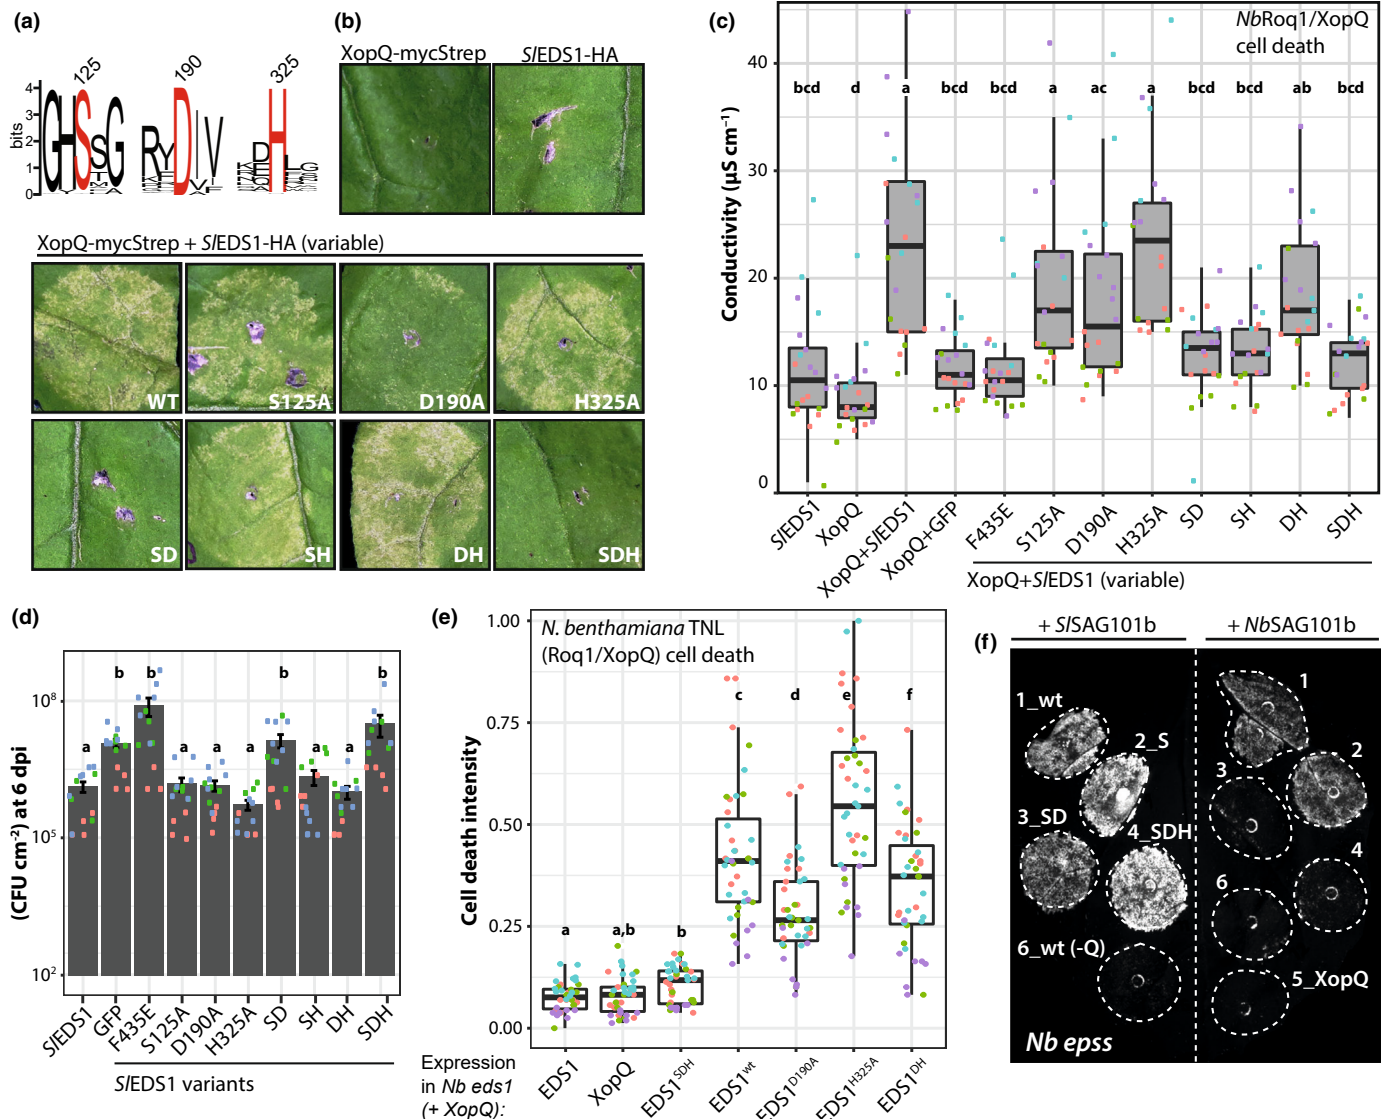 (a)
125
190
325
bits
4
3
2
1
0
GHSSG
RYDIV
DHLG
(b)
XopQ-mycStrep
SlEDS1-HA
XopQ-mycStrep + SlEDS1-HA (variable)
WT
S125A
D190A
H325A
SD
SH
DH
SDH
(c)
NbRoq1/XopQ
cell death
Conductivity (µS cm⁻¹)
40
30
20
10
0
bcd
d
a
bcd
bcd
a
ac
a
bcd
bcd
ab
bcd
SlEDS1
XopQ
XopQ+SlEDS1
XopQ+GFP
F435E
S125A
D190A
H325A
SD
SH
DH
SDH
XopQ+SlEDS1 (variable)
(d)
(CFU cm⁻²) at 6 dpi
10⁸
10⁵
10²
a
b
b
a
a
a
b
a
a
b
SlEDS1
GFP
F435E
S125A
D190A
H325A
SD
SH
DH
SDH
SlEDS1 variants
(e)
N. benthamiana TNL
(Roq1/XopQ) cell death
Cell death intensity
1.00
0.75
0.50
0.25
0.00
a
a,b
b
c
d
e
f
Expression
in Nb eds1
(+ XopQ):
EDS1
XopQ
EDS1ˢᴰᴴ
EDS1ʷᵗ
EDS1ᴰ¹⁹⁰ᴬ
EDS1ᴴ³²⁵ᴬ
EDS1ᴰᴴ
(f)
+ SlSAG101b
+ NbSAG101b
1_wt
2_S
3_SD
4_SDH
6_wt (-Q)
1
2
3
4
6
5_XopQ
Nb epss